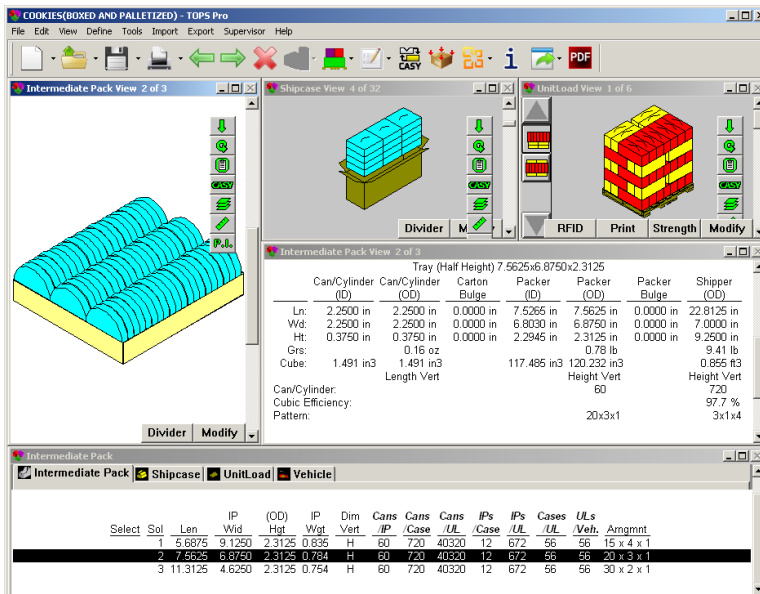 COOKIES(BOXED AND PALLETIZED) - TOPS Pro
File Edit View Define Tools Import Export Supervisor Help
CASY PDF
Intermediate Pack View 2 of 3
CASY
P.I.
Divider Modify
Shipcase View 4 of 32
CASY
Divider
UnitLoad View 1 of 6
CASY
RFID Print Strength Modify
Intermediate Pack View 2 of 3
Tray (Half Height) 7.5625x6.8750x2.3125
Can/Cylinder Can/Cylinder Carton Packer Packer Packer Shipper
(ID) (OD) Bulge (ID) (OD) Bulge (OD)
Ln: 2.2500 in 2.2500 in 0.0000 in 7.5265 in 7.5625 in 0.0000 in 22.8125 in
Wd: 2.2500 in 2.2500 in 0.0000 in 6.8030 in 6.8750 in 0.0000 in 7.0000 in
Ht: 0.3750 in 0.3750 in 0.0000 in 2.2945 in 2.3125 in 0.0000 in 9.2500 in
Grs: 0.16 oz 0.78 lb 9.41 lb
Cube: 1.491 in3 1.491 in3 117.485 in3 120.232 in3 0.855 ft3
Length Vert Height Vert Height Vert
Can/Cylinder: 60 720
Cubic Efficiency: 97.7 %
Pattern: 20x3x1 3x1x4
Intermediate Pack
Intermediate Pack Shipcase UnitLoad Vehicle
IP (OD) IP Dim Cans Cans Cans IPs IPs Cases ULs
Select Sol Len Wid Hgt Wgt Vert /IP /Case /UL /Case /UL /UL /Veh. Arngmnt
1 5.6875 9.1250 2.3125 0.835 H 60 720 40320 12 672 56 56 15 x 4 x 1
2 7.5625 6.8750 2.3125 0.784 H 60 720 40320 12 672 56 56 20 x 3 x 1
3 11.3125 4.6250 2.3125 0.754 H 60 720 40320 12 672 56 56 30 x 2 x 1